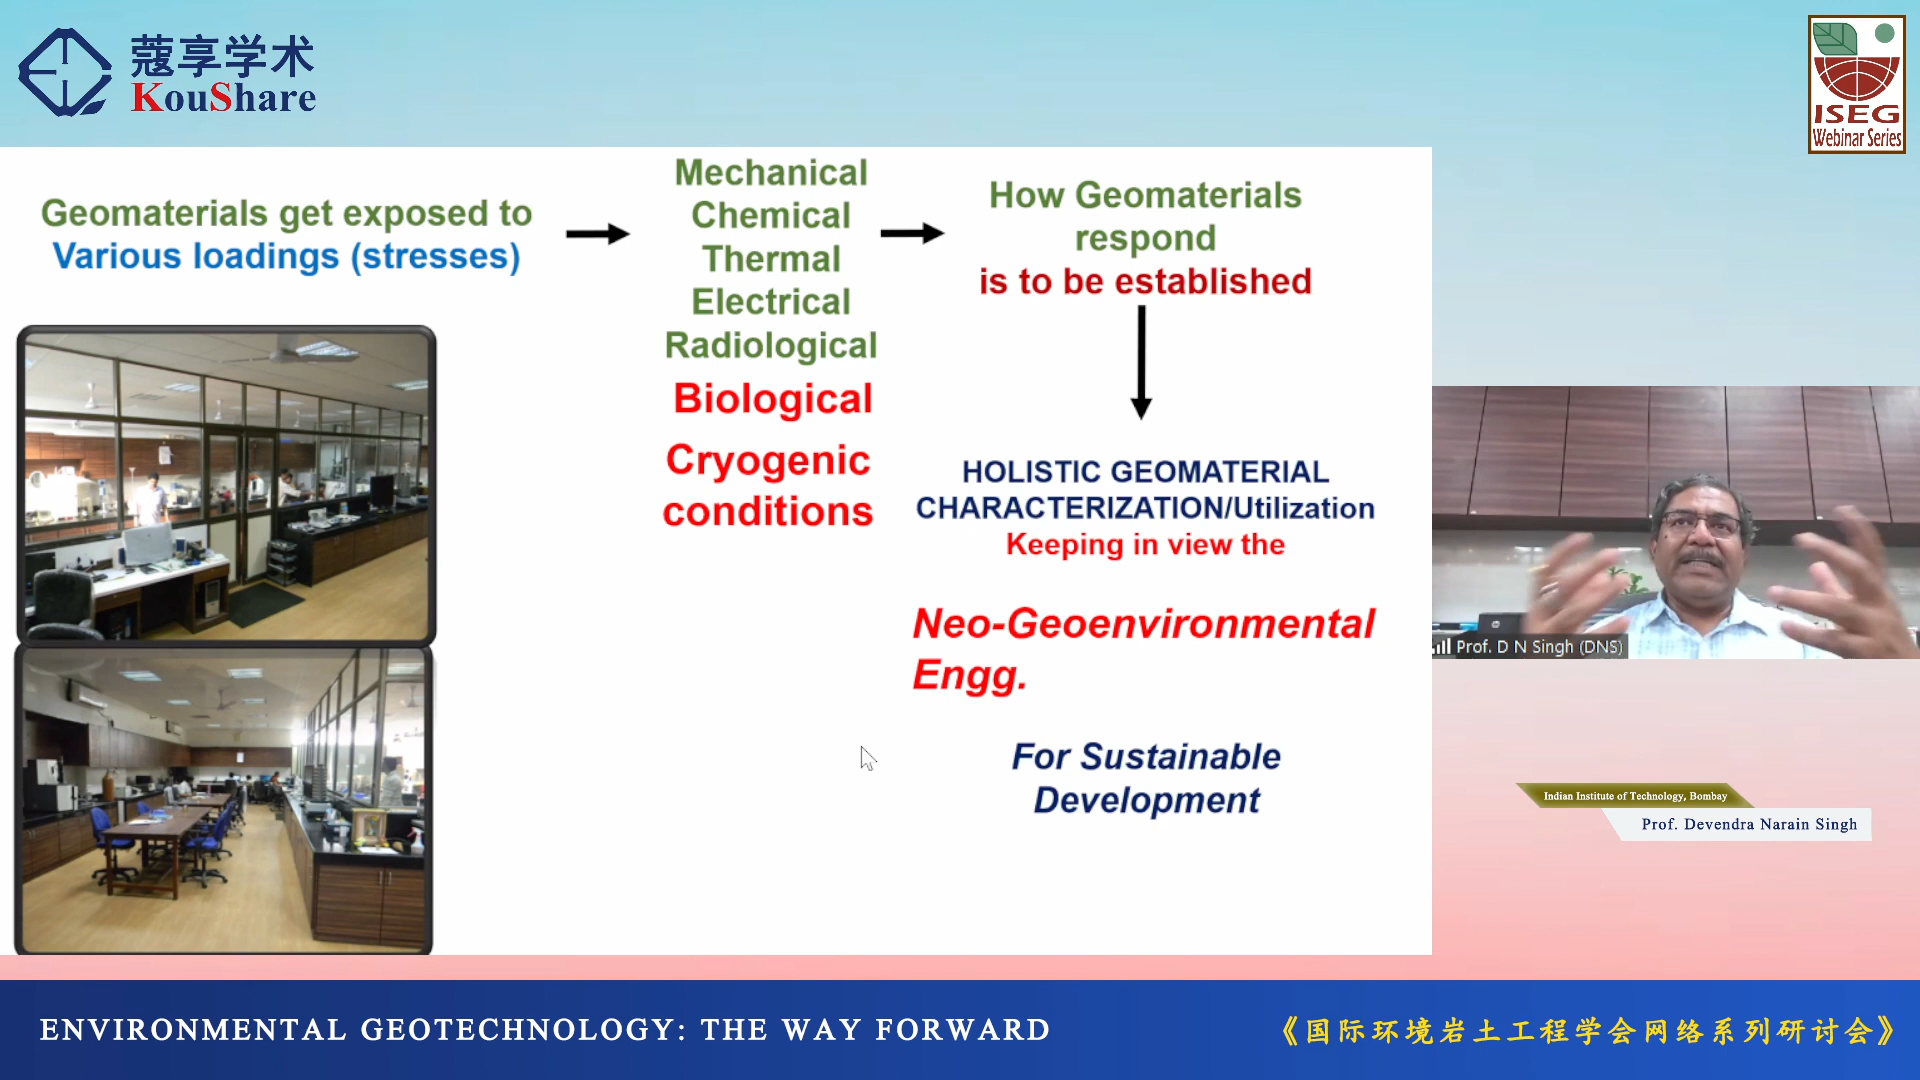 蔻享学术
KouShare
ISEG
Webinar Series
Geomaterials get exposed to
Various loadings (stresses)
Mechanical
Chemical
Thermal
Electrical
Radiological
Biological
Cryogenic
conditions
How Geomaterials
respond
is to be established
HOLISTIC GEOMATERIAL
CHARACTERIZATION/Utilization
Keeping in view the
Neo-Geoenvironmental
Engg.
For Sustainable
Development
Prof. D N Singh (DNS)
Indian Institute of Technology, Bombay
Prof. Devendra Narain Singh
ENVIRONMENTAL GEOTECHNOLOGY: THE WAY FORWARD
《国际环境岩土工程学会网络系列研讨会》